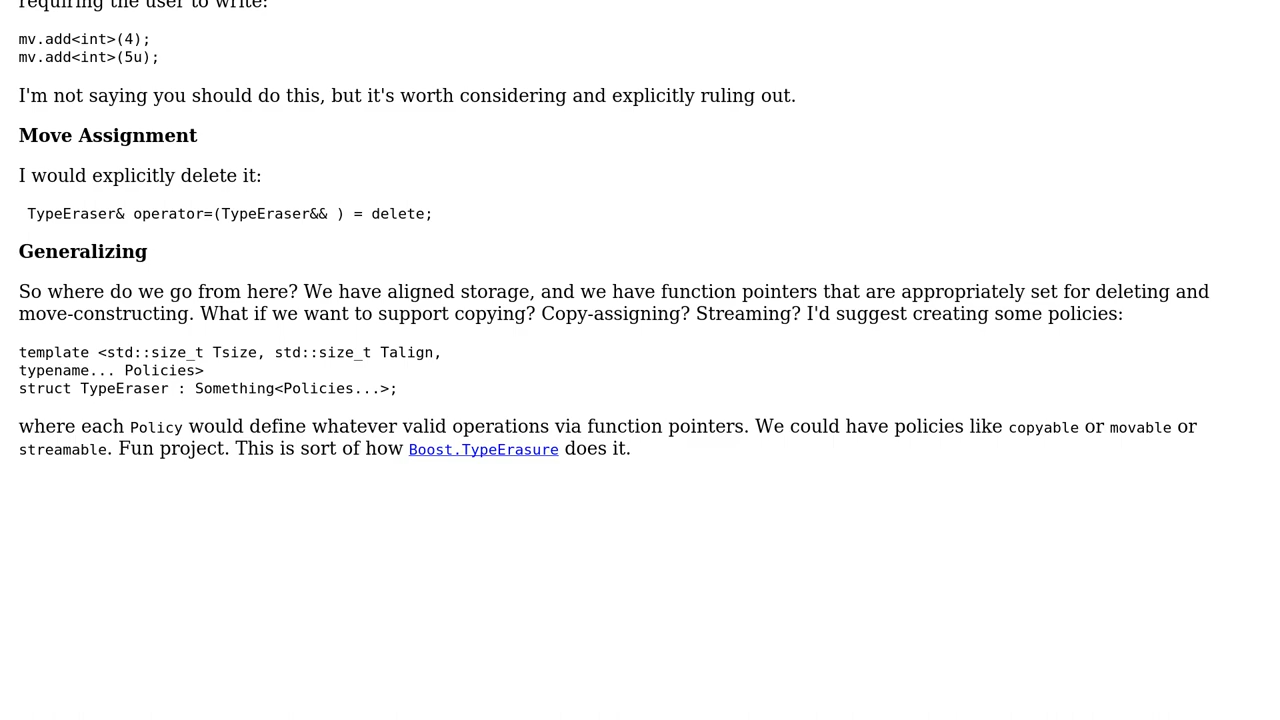 requiring the user to write:
mv.add<int>(4);
mv.add<int>(5u);
I'm not saying you should do this, but it's worth considering and explicitly ruling out.
Move Assignment
I would explicitly delete it:
TypeEraser& operator=(TypeEraser&& ) = delete;
Generalizing
So where do we go from here? We have aligned storage, and we have function pointers that are appropriately set for deleting and
move-constructing. What if we want to support copying? Copy-assigning? Streaming? I'd suggest creating some policies:
template <std::size_t Tsize, std::size_t Talign,
typename... Policies>
struct TypeEraser : Something<Policies...>;
where each Policy would define whatever valid operations via function pointers. We could have policies like copyable or movable or
streamable. Fun project. This is sort of how Boost.TypeErasure does it.